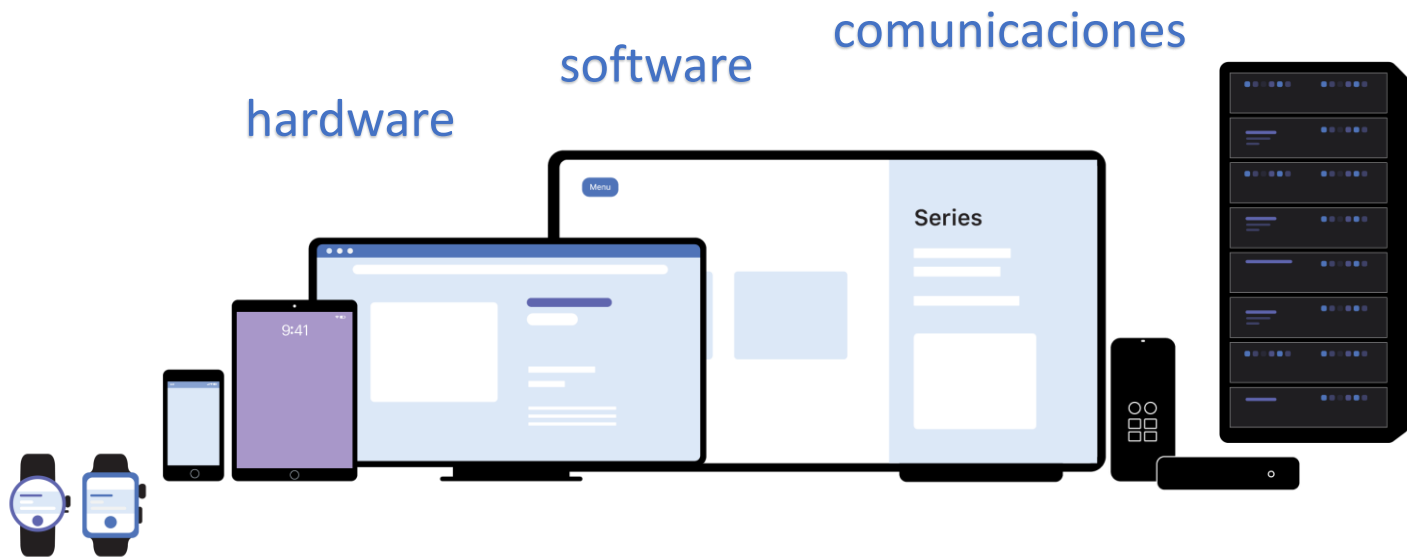 comunicaciones
software
hardware
Menu
Series
9:41